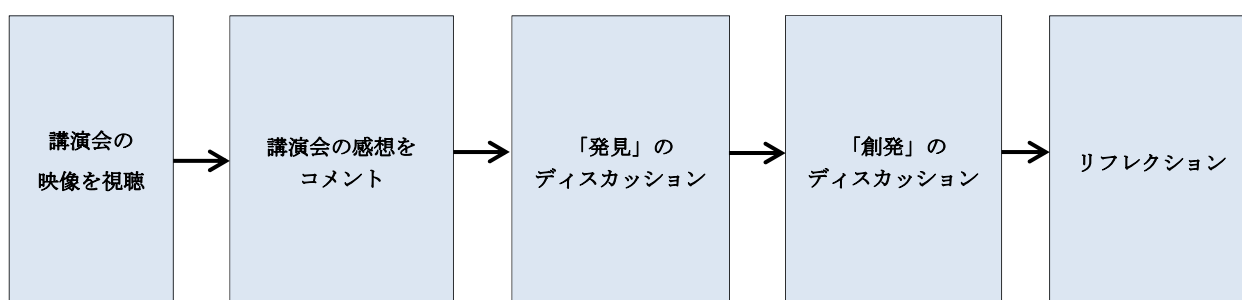 講演会の
映像を視聴
講演会の感想を
コメント
「発見」の
ディスカッション
「創発」の
ディスカッション
リフレクション